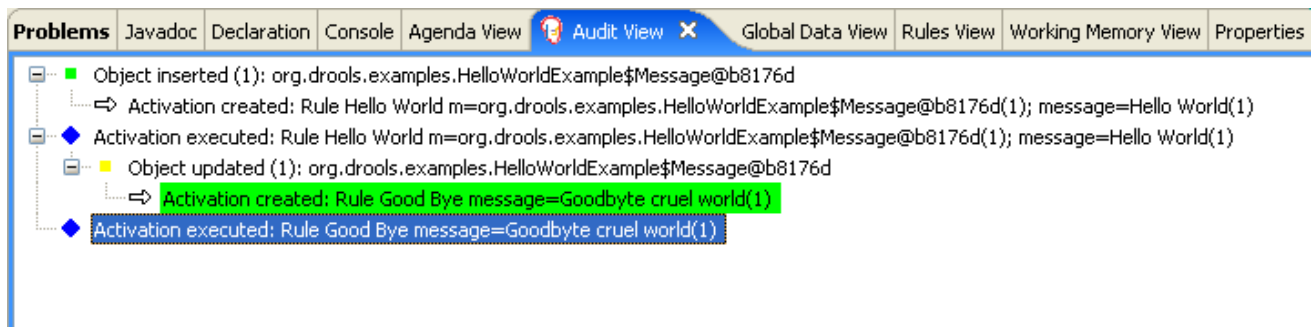 Problems Javadoc Declaration Console Agenda View Audit View Global Data View Rules View Working Memory View Properties
Object inserted (1): org.drools.examples.HelloWorldExample$Message@b8176d
Activation created: Rule Hello World m=org.drools.examples.HelloWorldExample$Message@b8176d(1); message=Hello World(1)
Activation executed: Rule Hello World m=org.drools.examples.HelloWorldExample$Message@b8176d(1); message=Hello World(1)
Object updated (1): org.drools.examples.HelloWorldExample$Message@b8176d
Activation created: Rule Good Bye message=Goodbyte cruel world(1)
Activation executed: Rule Good Bye message=Goodbyte cruel world(1)